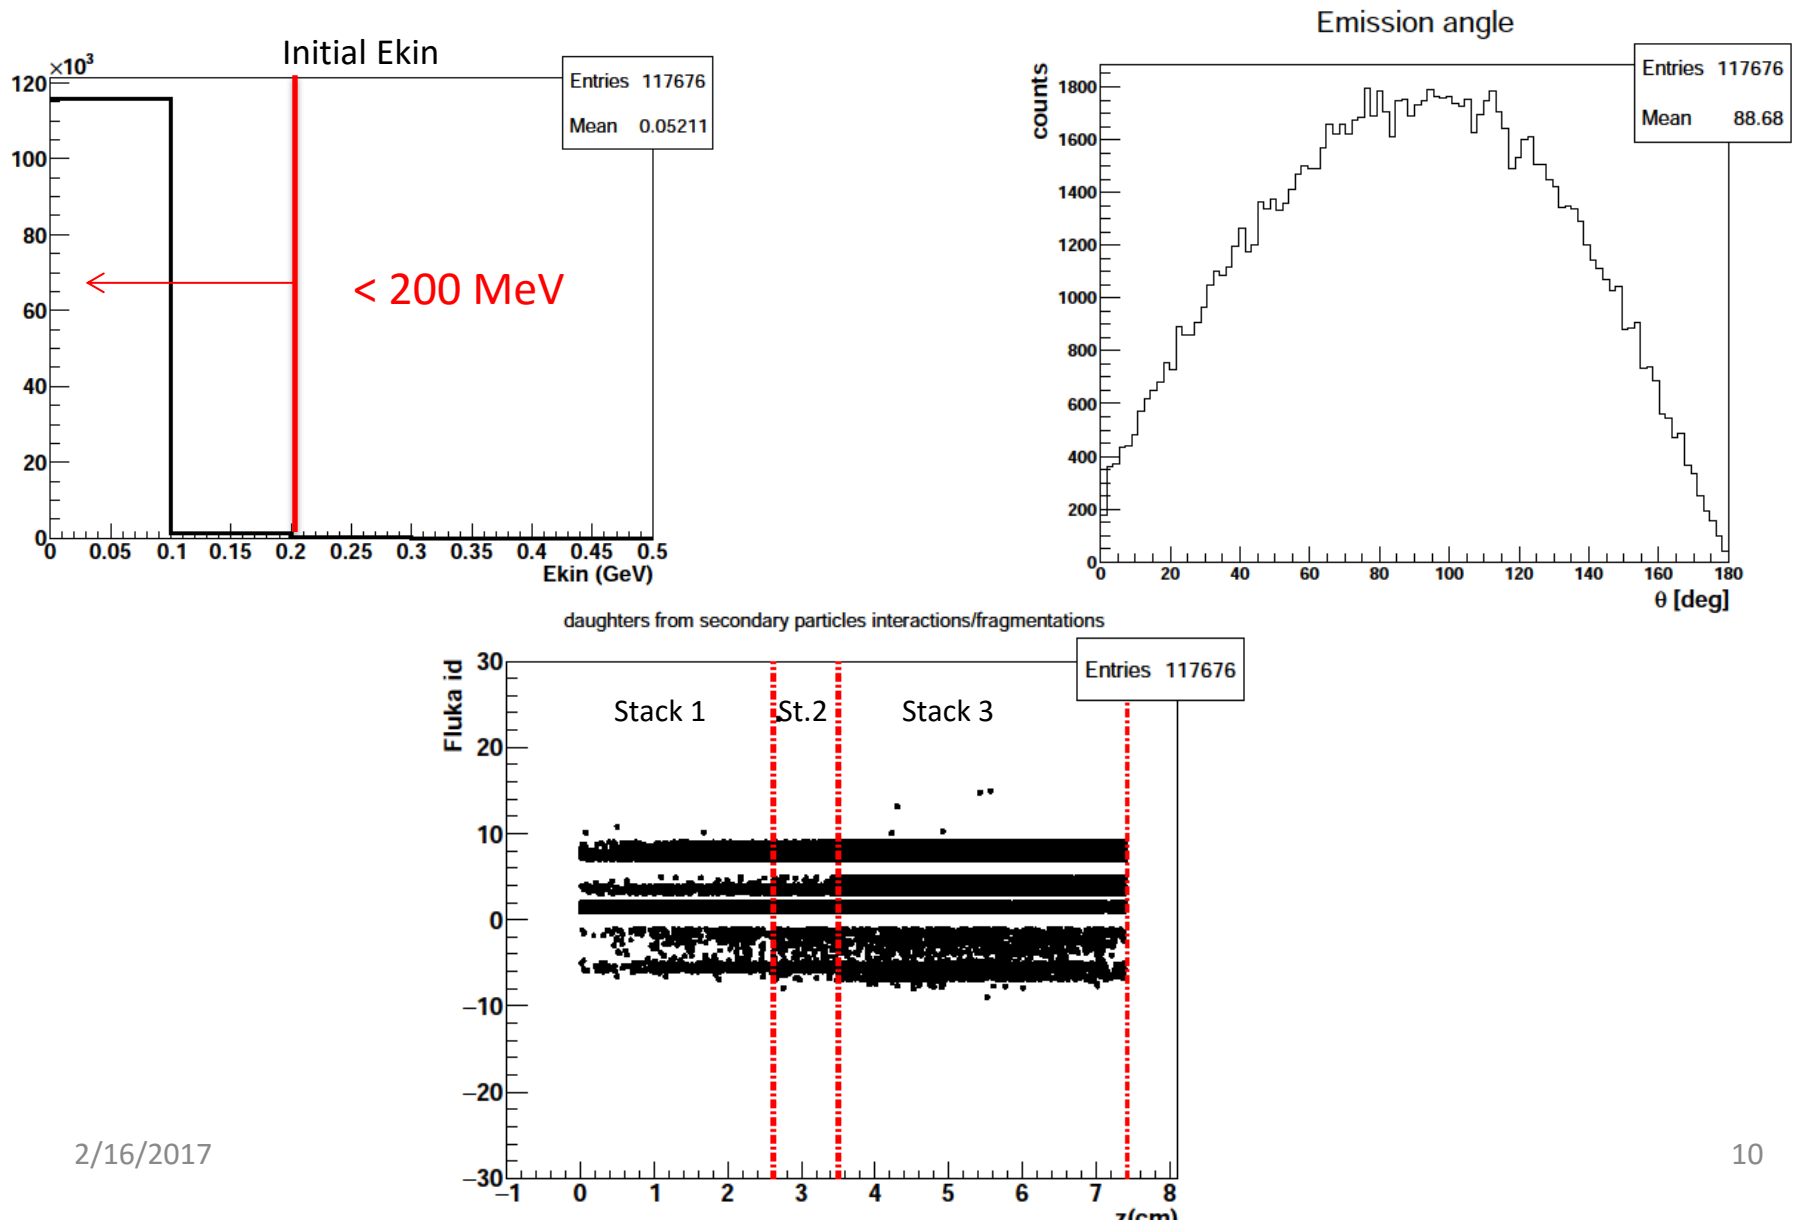 Initial Ekin
×10³
Entries 117676
Mean 0.05211
120
100
80
60
40
20
0
< 200 MeV
0 0.05 0.1 0.15 0.2 0.25 0.3 0.35 0.4 0.45 0.5
Ekin (GeV)
Emission angle
counts
Entries 117676
Mean 88.68
1800
1600
1400
1200
1000
800
600
400
200
0
0 20 40 60 80 100 120 140 160 180
θ [deg]
daughters from secondary particles interactions/fragmentations
Fluka id
Entries 117676
Stack 1 St.2 Stack 3
30
20
10
0
−10
−20
−30
−1 0 1 2 3 4 5 6 7 8
z(cm)
2/16/2017
10